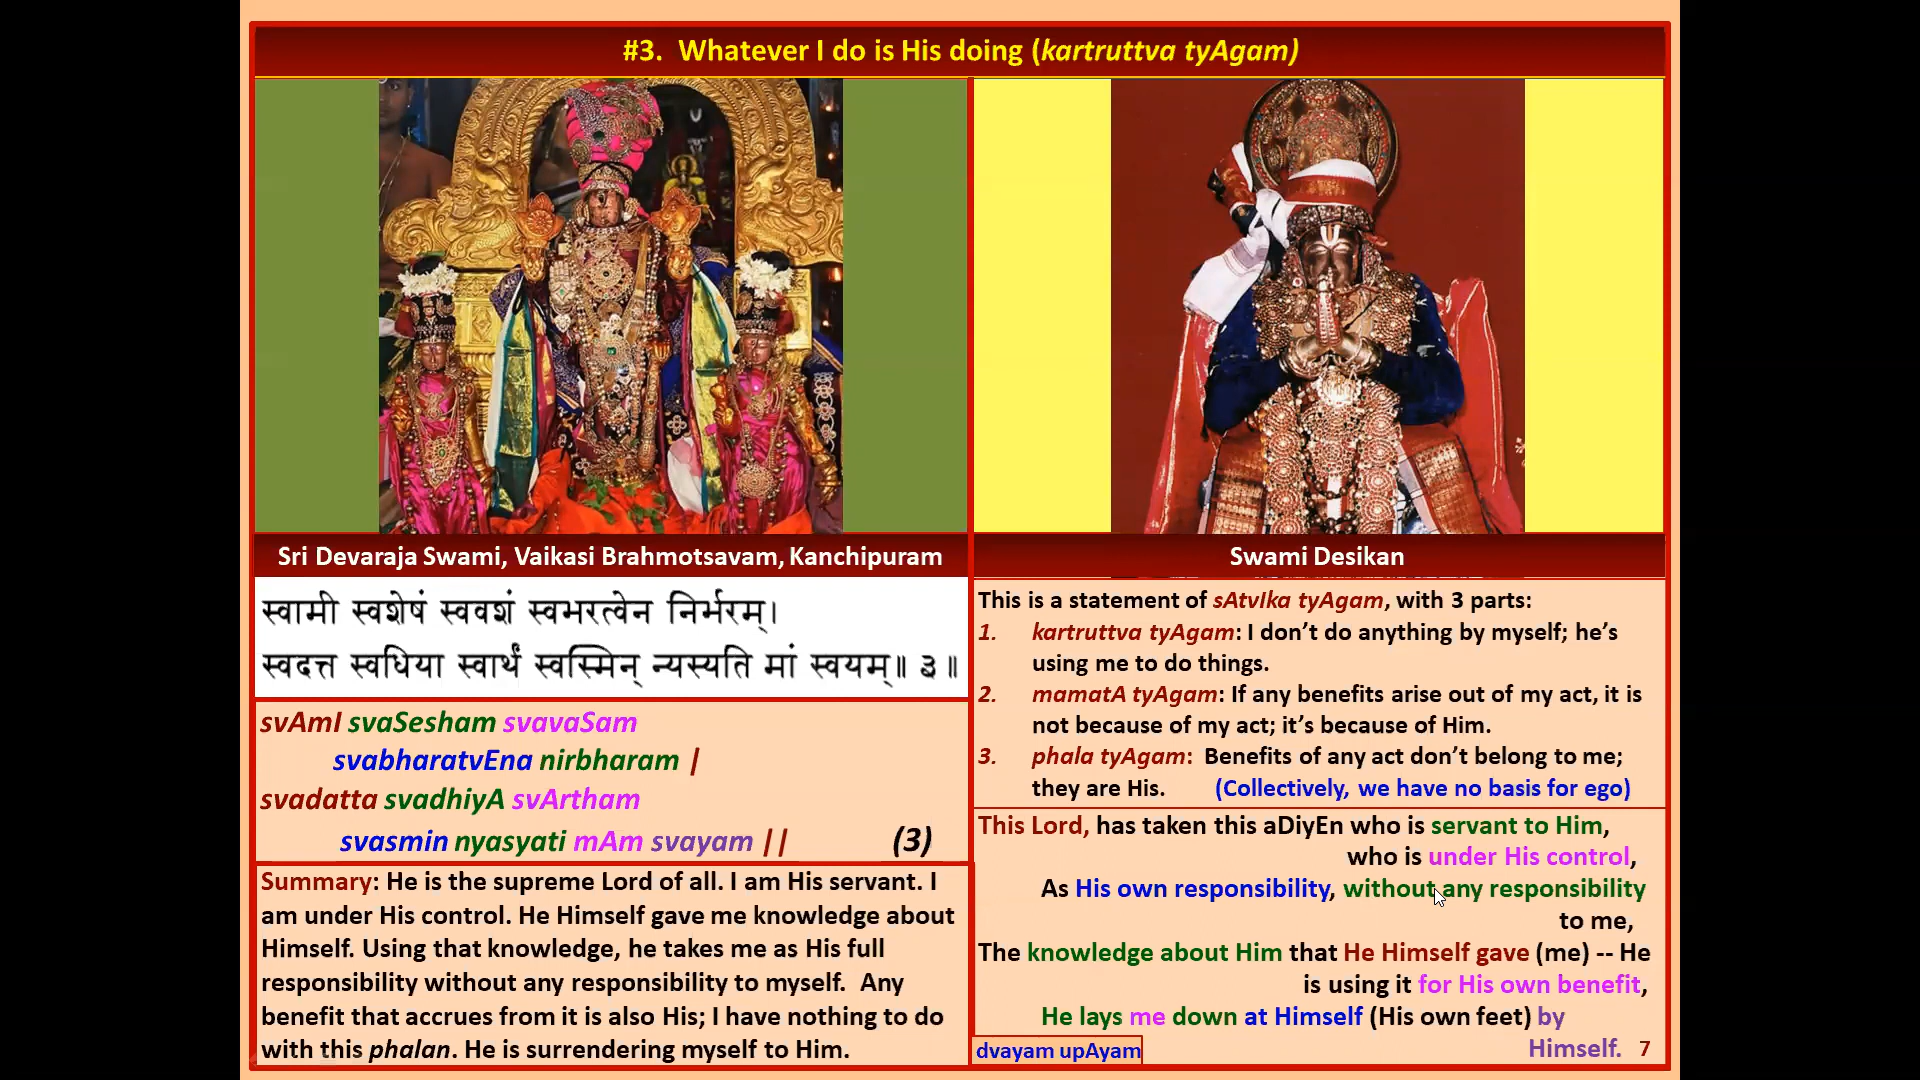 #3. Whatever I do is His doing (kartruttva tyAgam)
Sri Devaraja Swami, Vaikasi Brahmotsavam, Kanchipuram
स्वामी स्वशेषं स्ववशं स्वभरत्वेन निर्भरम्।
स्वदत्त स्वधिया स्वार्थं स्वस्मिन् न्यस्यति मां स्वयम्॥ ३॥
svAmI svaSesham svavaSam
svabharatvEna nirbharam |
svadatta svadhiyA svArtham
svasmin nyasyati mAm svayam || (3)
Summary: He is the supreme Lord of all. I am His servant. I
am under His control. He Himself gave me knowledge about
Himself. Using that knowledge, he takes me as His full
responsibility without any responsibility to myself. Any
benefit that accrues from it is also His; I have nothing to do
with this phalan. He is surrendering myself to Him.
Swami Desikan
This is a statement of sAtvIka tyAgam, with 3 parts:
1. kartruttva tyAgam: I don’t do anything by myself; he’s
using me to do things.
2. mamatA tyAgam: If any benefits arise out of my act, it is
not because of my act; it’s because of Him.
3. phala tyAgam: Benefits of any act don’t belong to me;
they are His. (Collectively, we have no basis for ego)
This Lord, has taken this aDiyEn who is servant to Him,
who is under His control,
As His own responsibility, without any responsibility
to me,
The knowledge about Him that He Himself gave (me) -- He
is using it for His own benefit,
He lays me down at Himself (His own feet) by
Himself. 7
dvayam upAyam